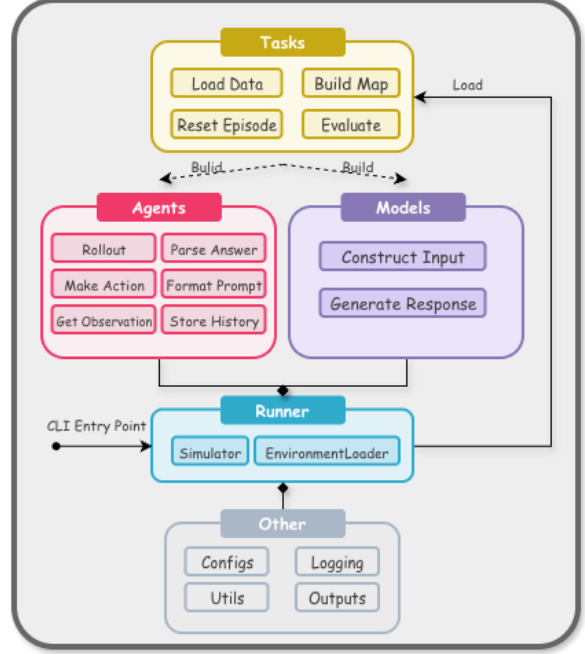 Tasks
Load Data
Build Map
Load
Reset Episode
Evaluate
Bulid
Build
Agents
Models
Rollout
Parse Answer
Construct Input
Make Action
Format Prompt
Generate Response
Get Observation
Store History
Runner
CLI Entry Point
Simulator
EnvironmentLoader
Other
Configs
Logging
Utils
Outputs